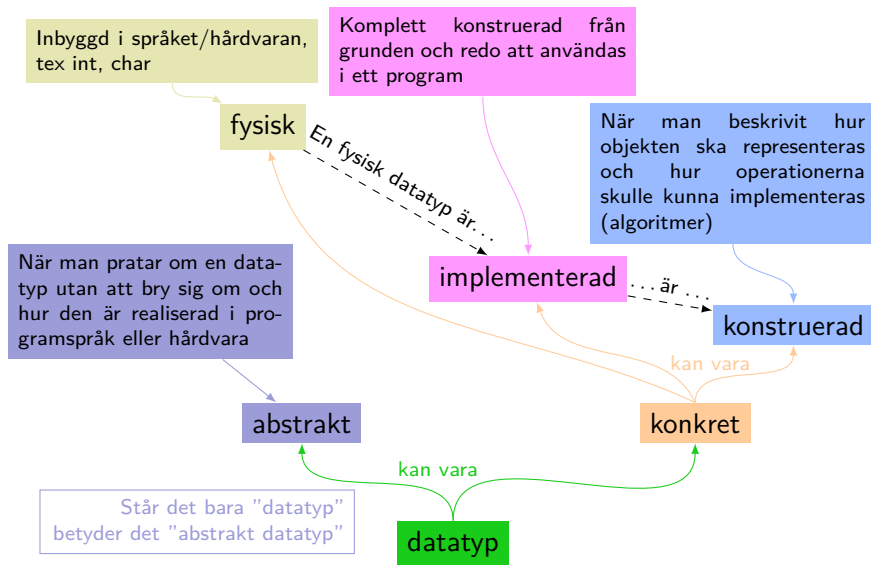 Inbyggd i språket/hårdvaran,
tex int, char
Komplett konstruerad från
grunden och redo att användas
i ett program
fysisk
En fysisk datatyp är...
När man beskrivit hur
objekten ska representeras
och hur operationerna
skulle kunna implementeras
(algoritmer)
När man pratar om en data-
typ utan att bry sig om och
hur den är realiserad i pro-
gramspråk eller hårdvara
implementerad
...är ...
konstruerad
kan vara
abstrakt
konkret
kan vara
Står det bara "datatyp"
betyder det "abstrakt datatyp"
datatyp